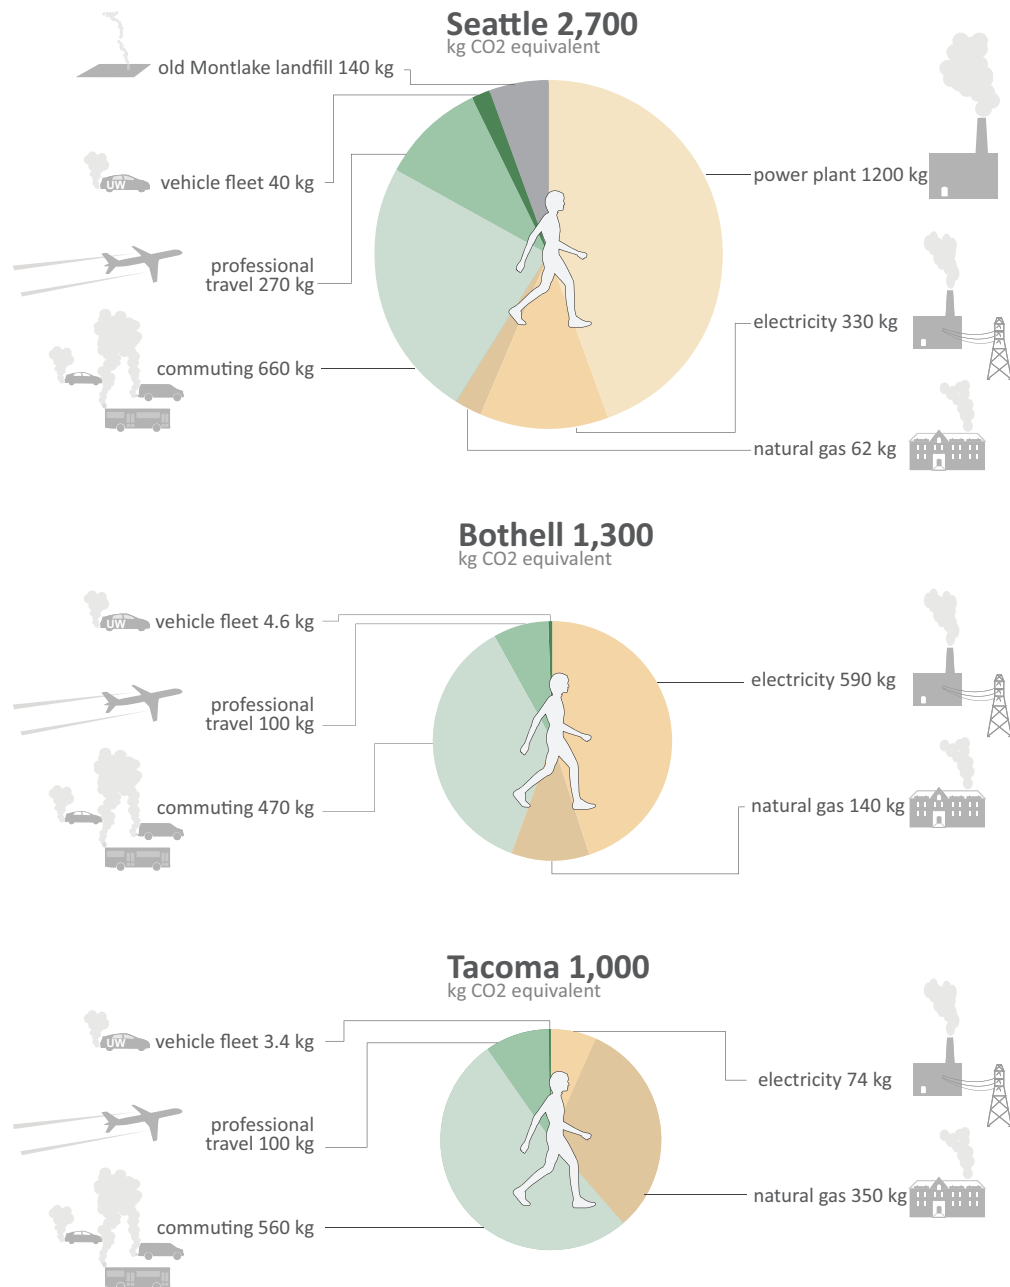 Seattle 2,700
kg CO2 equivalent
old Montlake landfill 140 kg
vehicle fleet 40 kg
UW
power plant 1200 kg
professional
travel 270 kg
electricity 330 kg
commuting 660 kg
natural gas 62 kg
Bothell 1,300
kg CO2 equivalent
UW
vehicle fleet 4.6 kg
electricity 590 kg
professional
travel 100 kg
commuting 470 kg
natural gas 140 kg
Tacoma 1,000
kg CO2 equivalent
UW
vehicle fleet 3.4 kg
electricity 74 kg
professional
travel 100 kg
natural gas 350 kg
commuting 560 kg